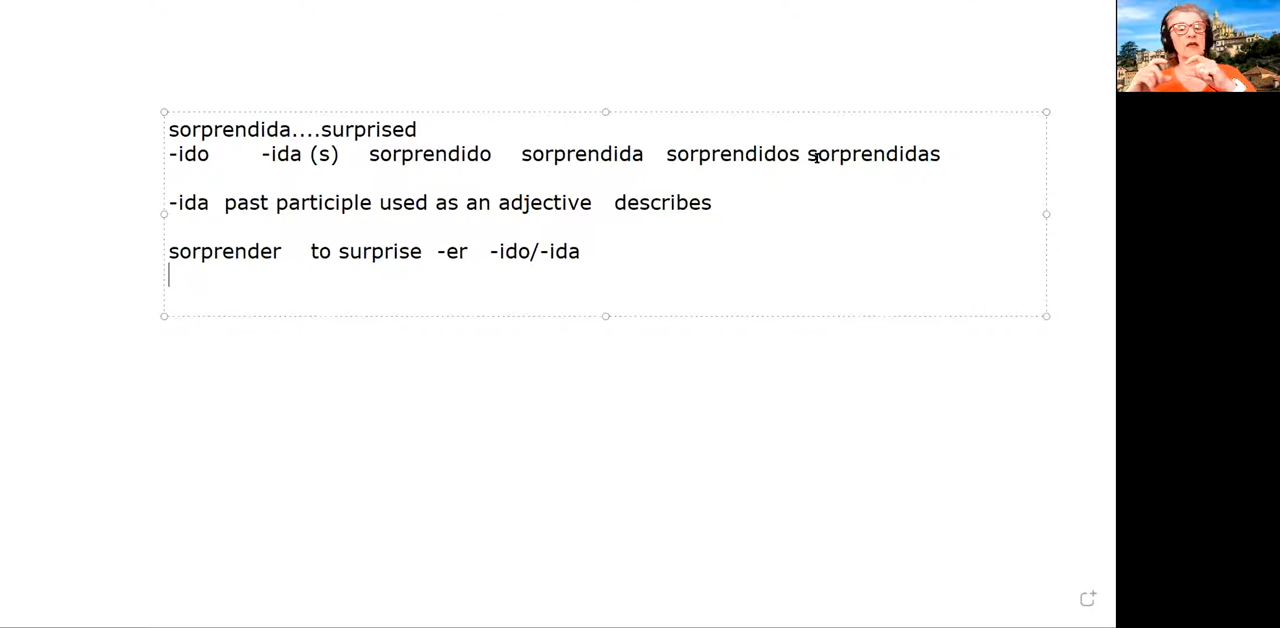 sorprendida....surprised
-ido -ida (s) sorprendido sorprendida sorprendidos sorprendidas
-ida past participle used as an adjective describes
sorprender to surprise -er -ido/-ida